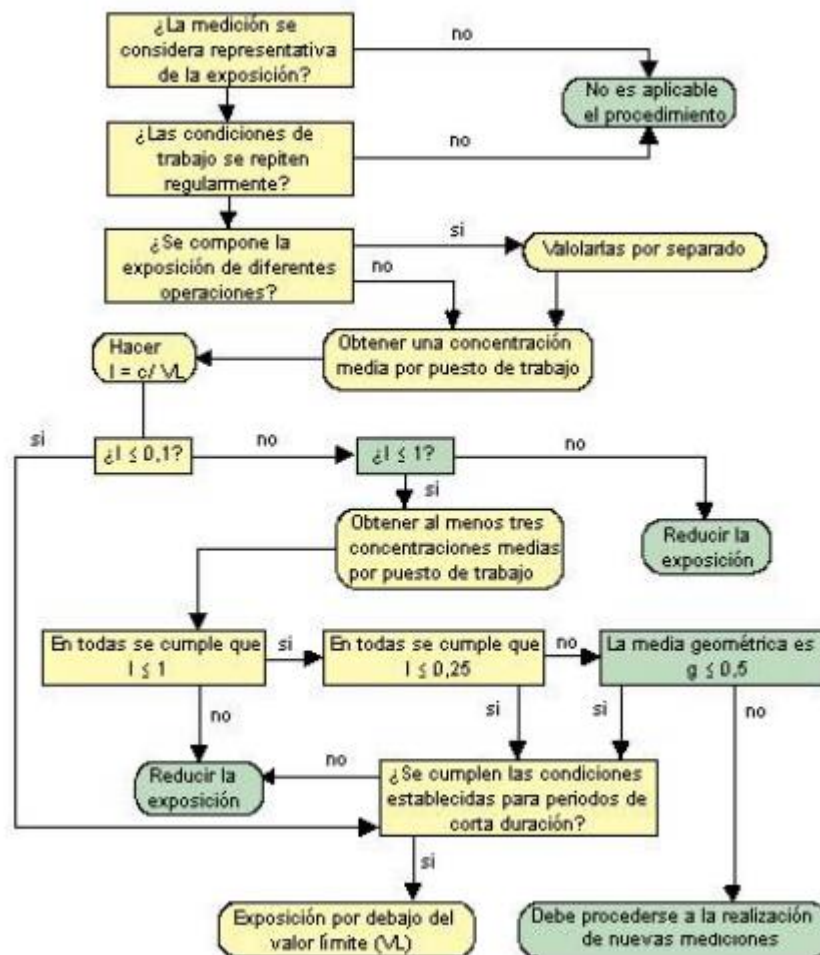 ¿La medición se
considera representativa
de la exposición?
no
No es aplicable
el procedimiento
¿Las condiciones de
trabajo se repiten
regularmente?
no
¿Se compone la
exposición de diferentes
operaciones?
si
no
Valolarlas por separado
Obtener una concentración
media por puesto de trabajo
Hacer
I = c/ VL
si
¿I ≤ 0,1?
no
¿I ≤ 1?
no
si
Reducir la
exposición
Obtener al menos tres
concentraciones medias
por puesto de trabajo
En todas se cumple que
I ≤ 1
si
En todas se cumple que
I ≤ 0,25
no
La media geométrica es
g ≤ 0,5
no
si
si
no
Reducir la
exposición
no
¿Se cumplen las condiciones
establecidas para periodos de
corta duración?
si
Exposición por debajo del
valor límite (VL)
Debe procederse a la realización
de nuevas mediciones